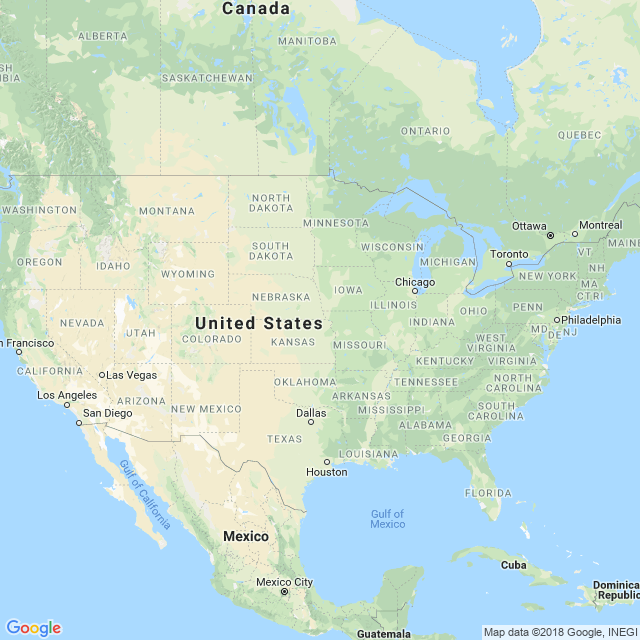 Canada
ALBERTA
MANITOBA
SASKATCHEWAN
ONTARIO
QUEBEC
WASHINGTON
MONTANA
NORTH
DAKOTA
MINNESOTA
Ottawa
Montreal
OREGON
IDAHO
SOUTH
DAKOTA
WISCONSIN
MICHIGAN
Toronto
VT
MAINE
NH
NEW YORK
MA
CT
RI
WYOMING
Chicago
IOWA
NEBRASKA
ILLINOIS
INDIANA
OHIO
PENN
Philadelphia
NEVADA
UTAH
United States
COLORADO
KANSAS
MISSOURI
WEST
VIRGINIA
MD
DE
NJ
n Francisco
CALIFORNIA
Las Vegas
KENTUCKY
VIRGINIA
Los Angeles
ARIZONA
NEW MEXICO
OKLAHOMA
ARKANSAS
TENNESSEE
NORTH
CAROLINA
San Diego
Dallas
MISSISSIPPI
SOUTH
CAROLINA
ALABAMA
TEXAS
GEORGIA
LOUISIANA
Houston
Gulf of California
FLORIDA
Gulf of
Mexico
Mexico
Cuba
Mexico City
Dominica
Republic
Guatemala
Google
Map data ©2018 Google, INEGI